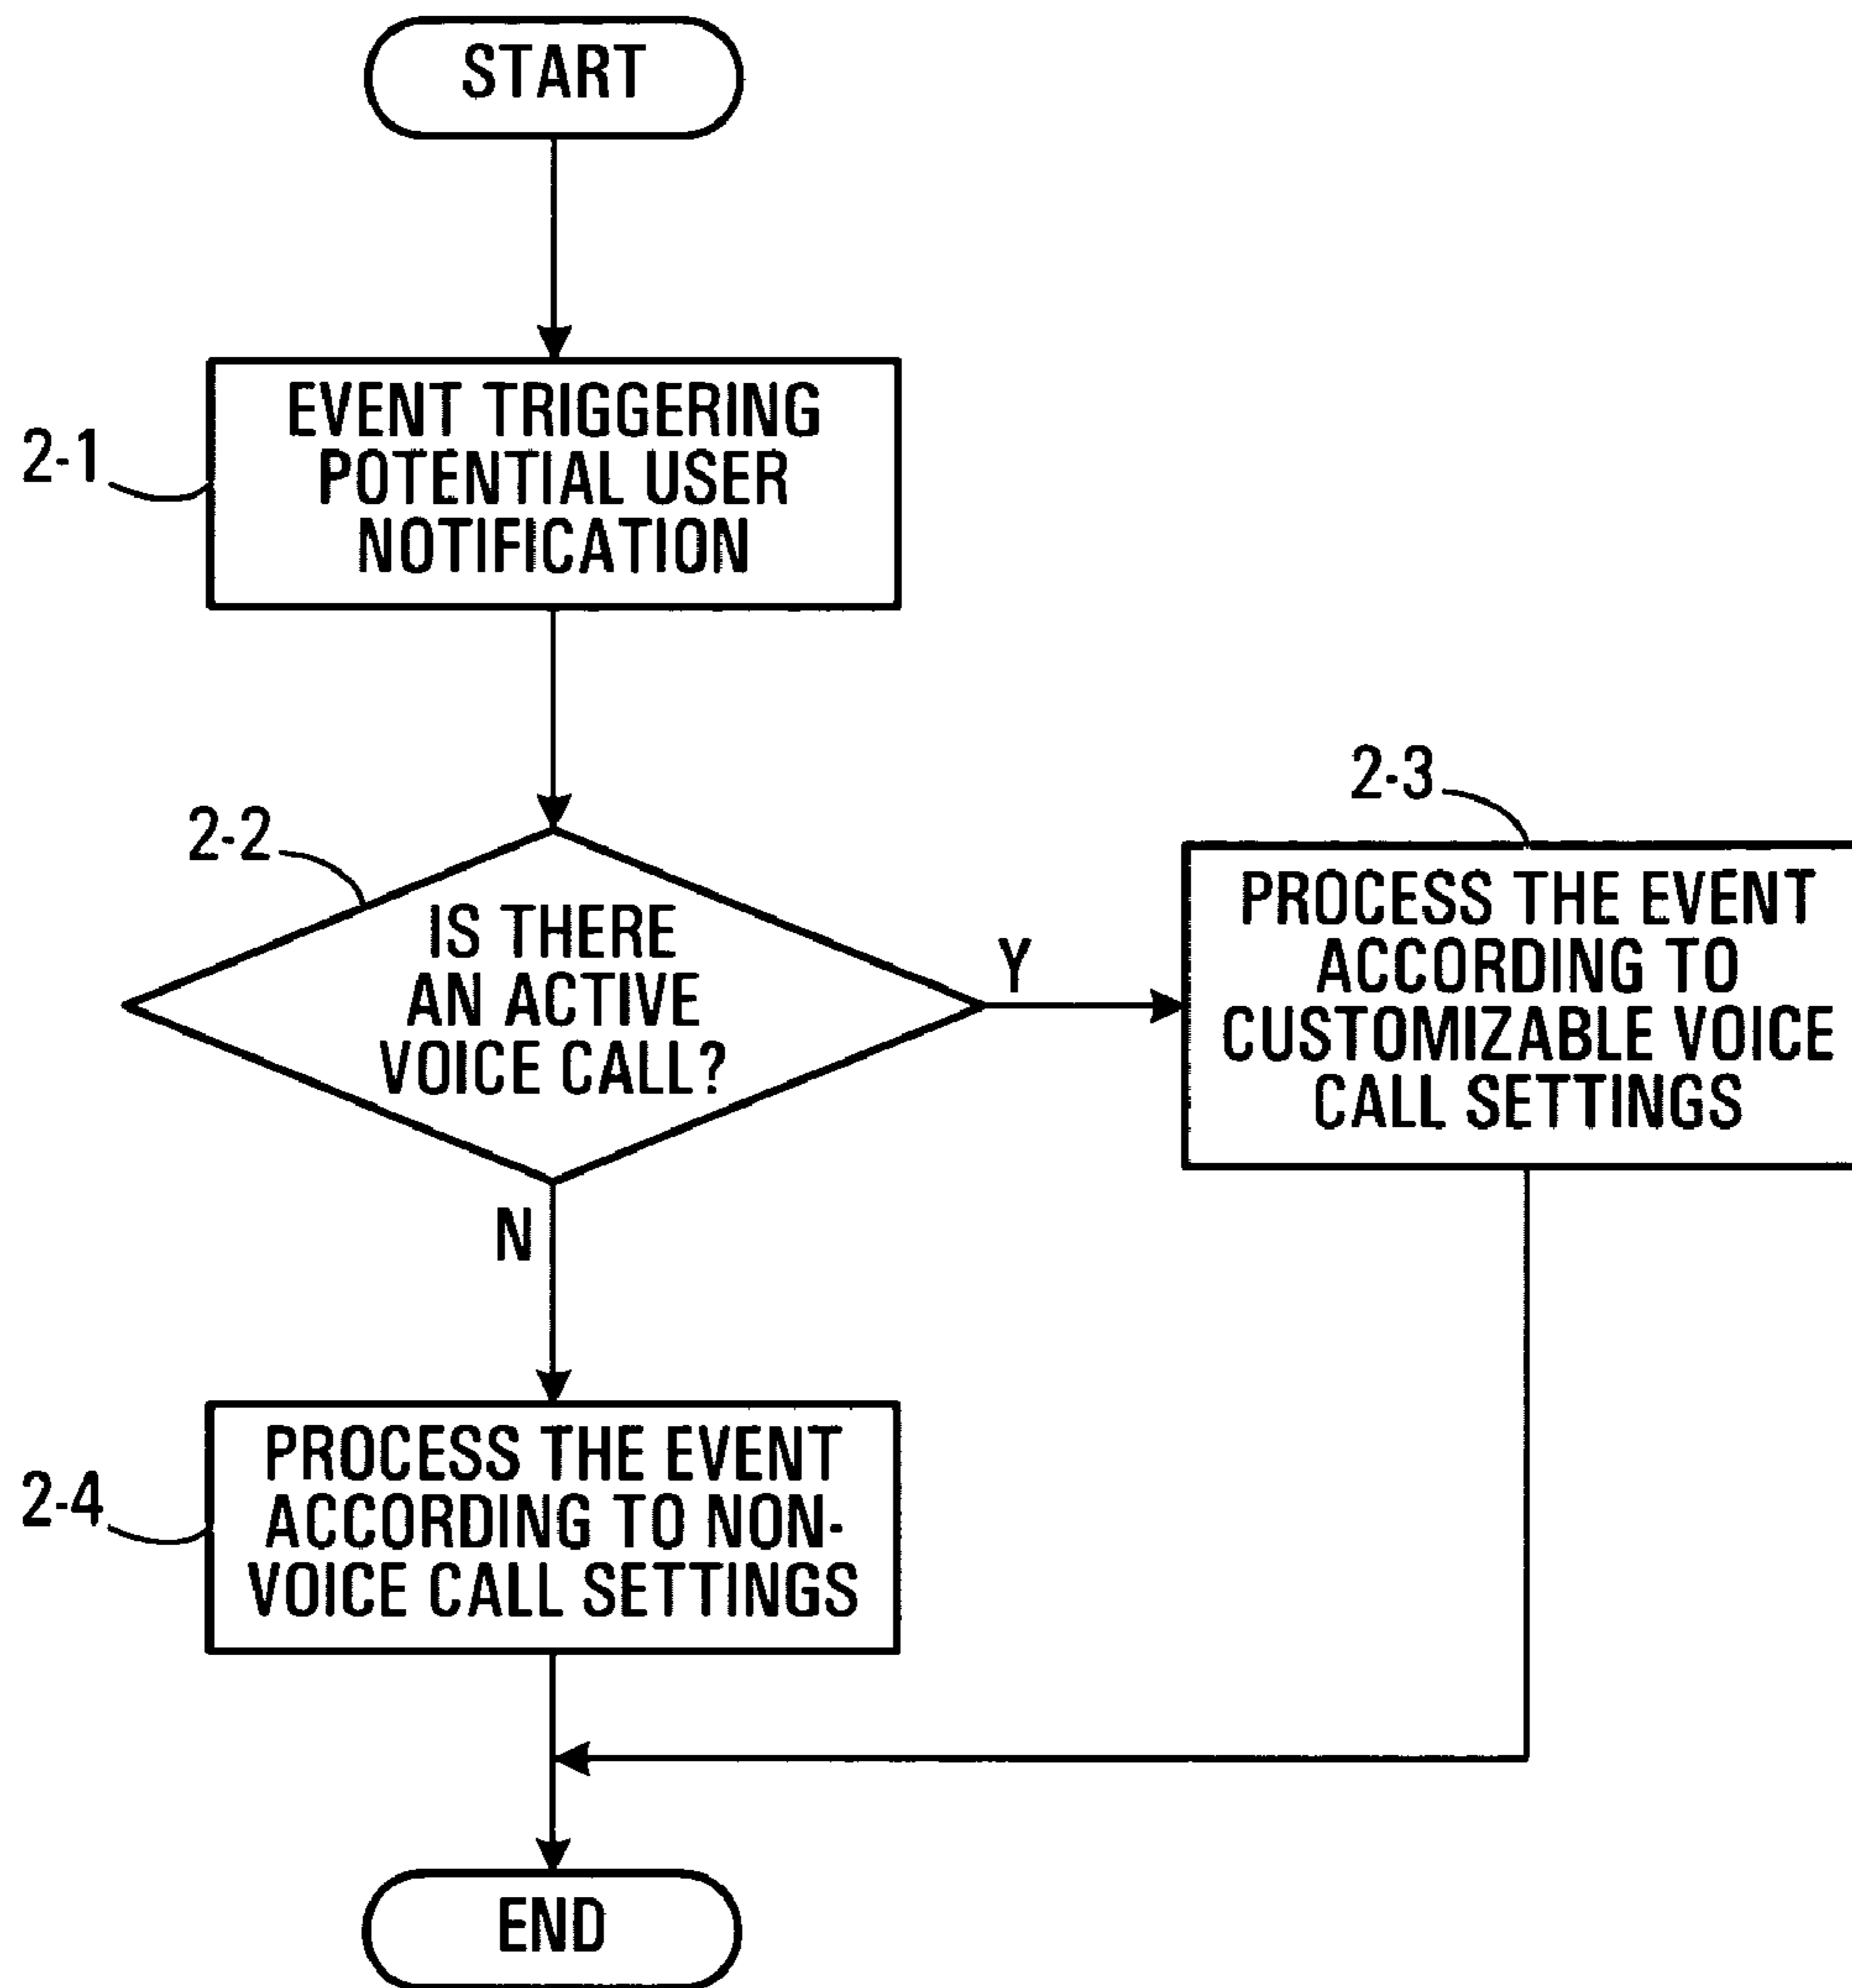 START
2-1
EVENT TRIGGERING
POTENTIAL USER
NOTIFICATION
2-2
IS THERE
AN ACTIVE
VOICE CALL?
Y
2-3
PROCESS THE EVENT
ACCORDING TO
CUSTOMIZABLE VOICE
CALL SETTINGS
N
2-4
PROCESS THE EVENT
ACCORDING TO NON-
VOICE CALL SETTINGS
END